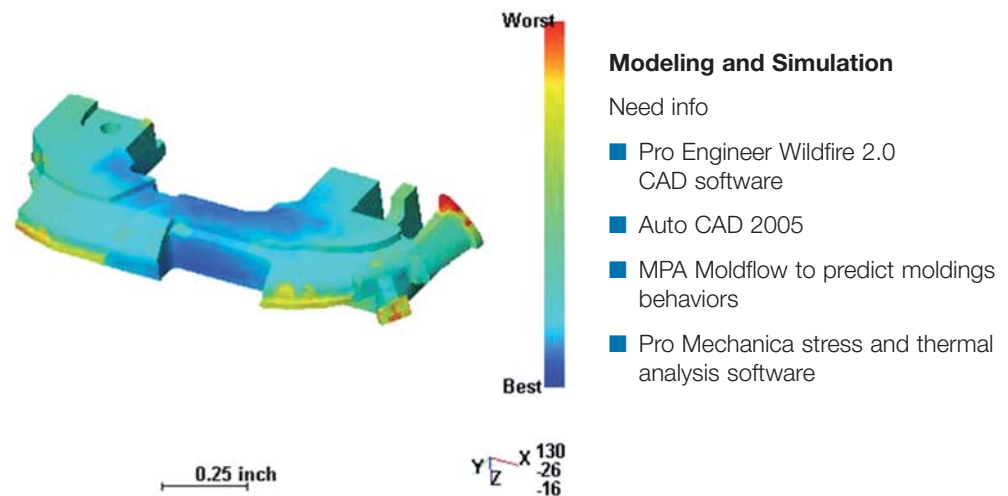 Worst
Best
0.25 inch
Y
X
Z
130
-26
-16
Modeling and Simulation
Need info
Pro Engineer Wildfire 2.0
CAD software
Auto CAD 2005
MPA Moldflow to predict moldings
behaviors
Pro Mechanica stress and thermal
analysis software